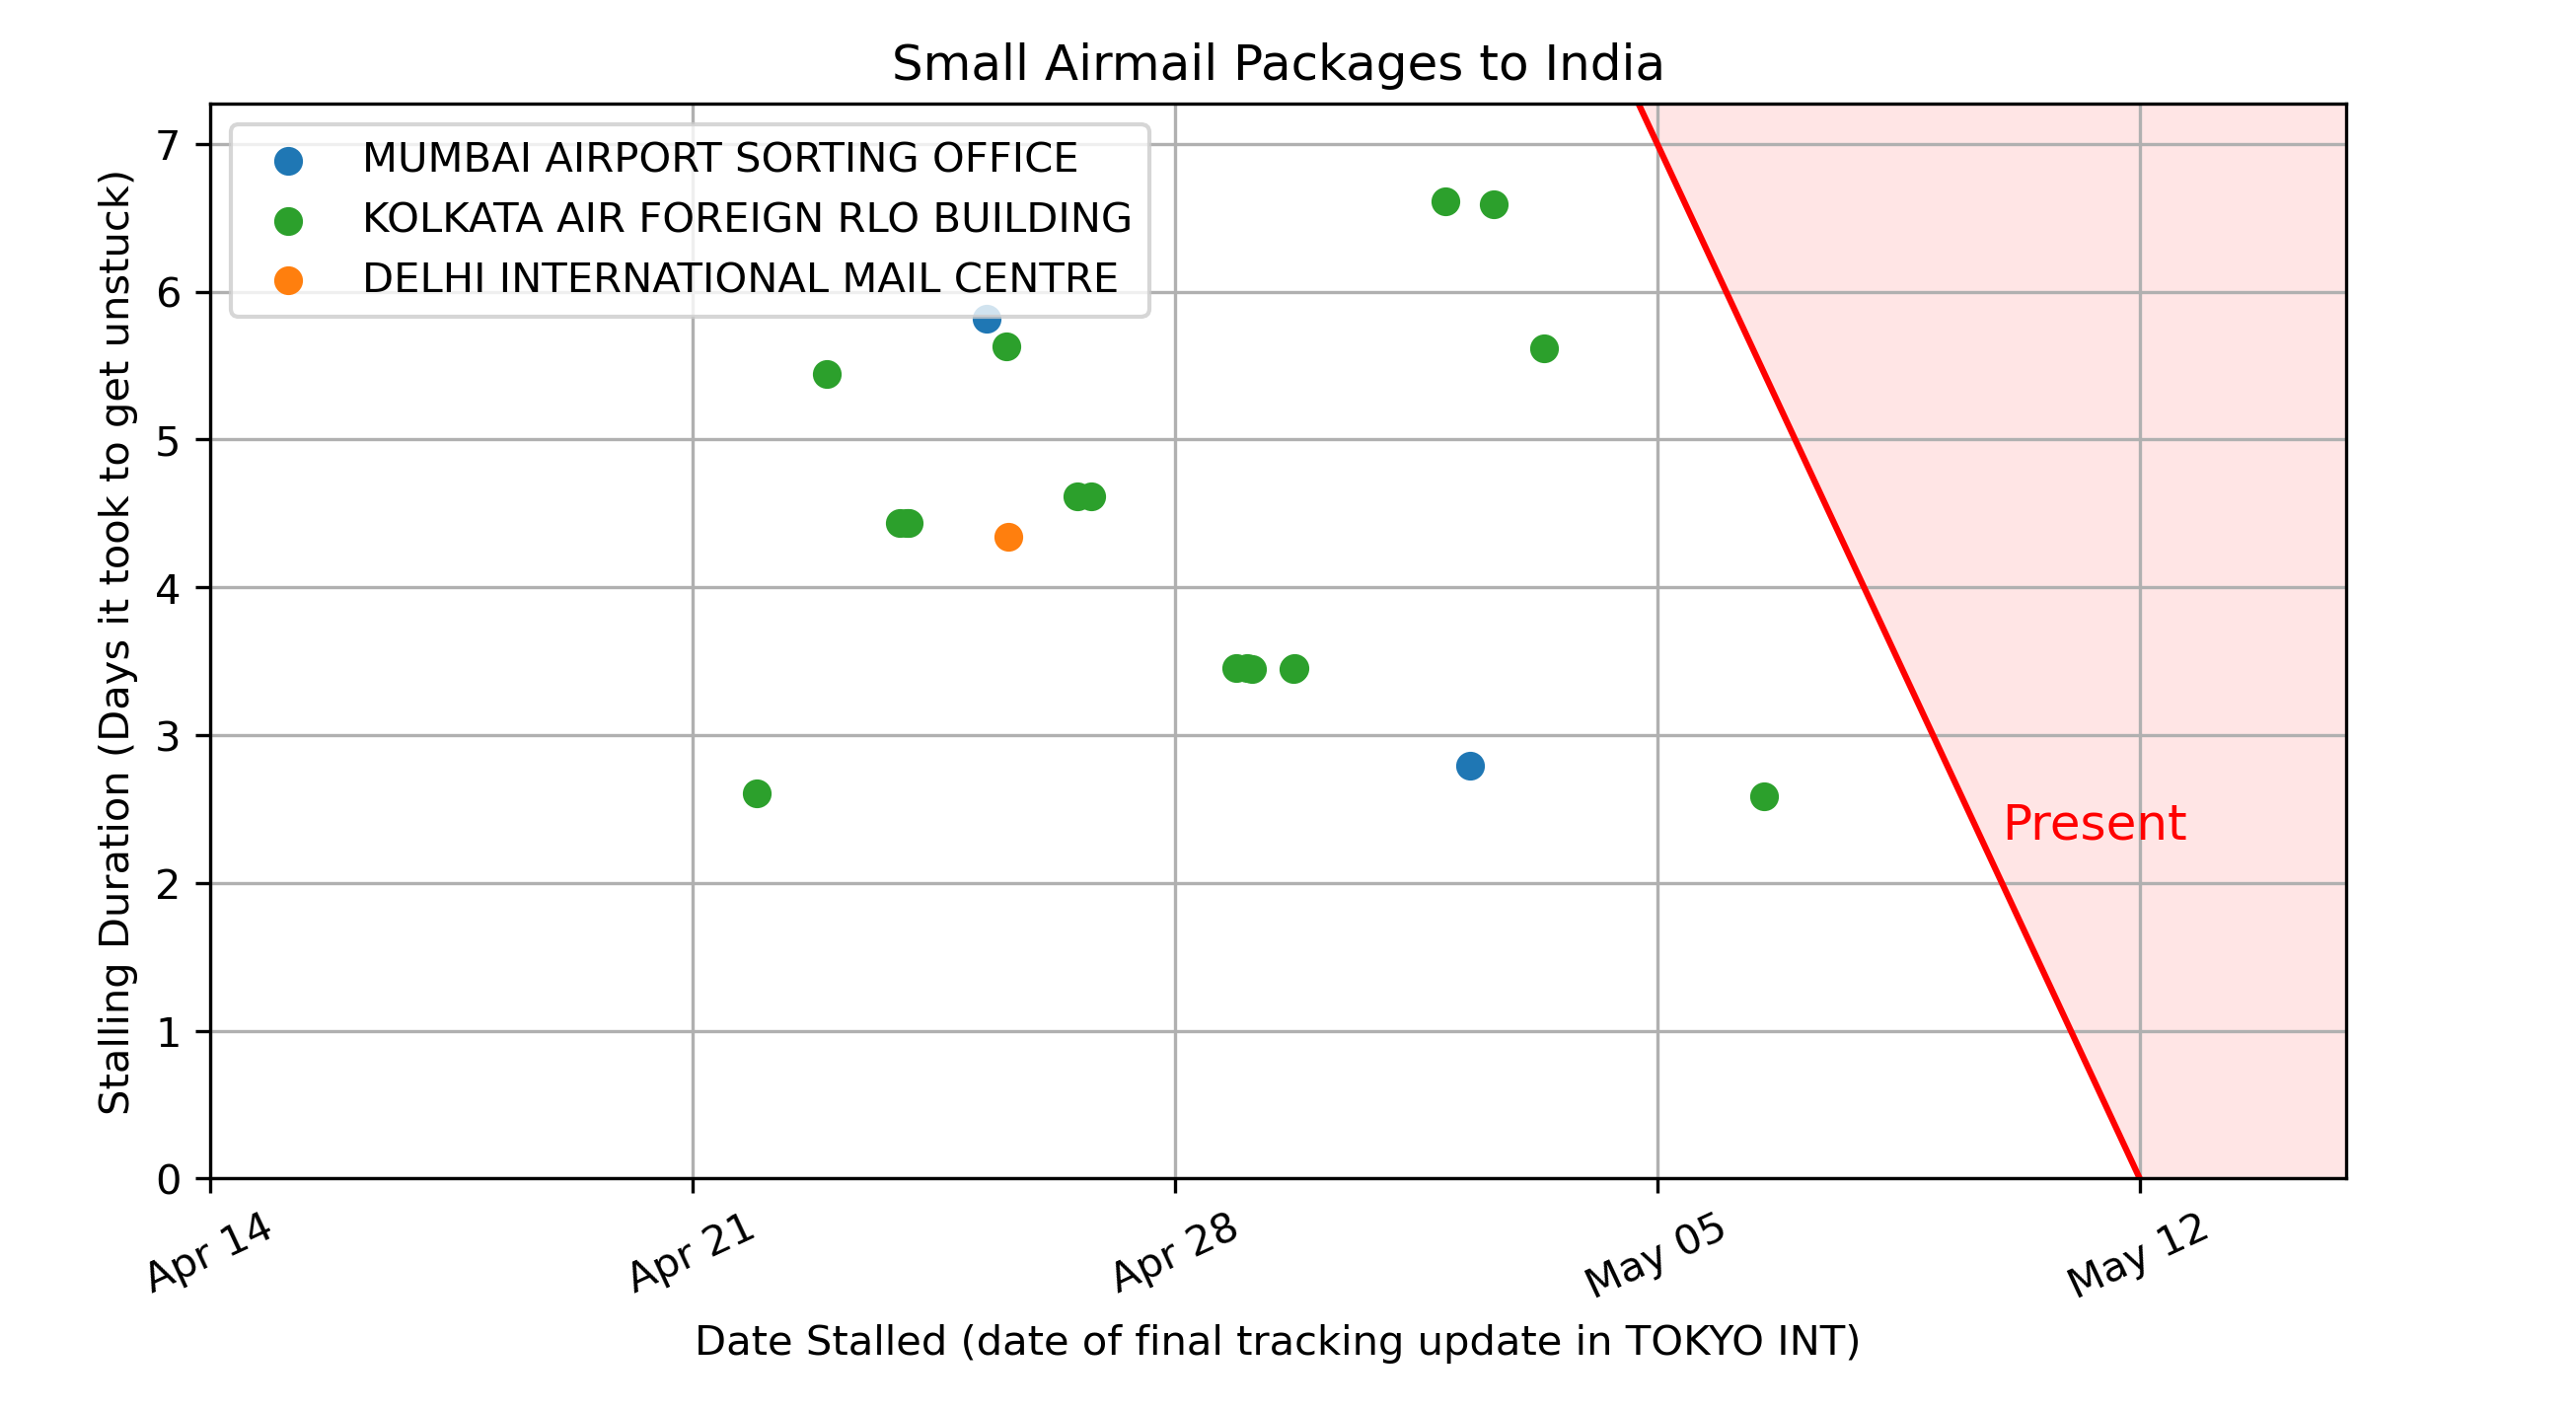 Small Airmail Packages to India
MUMBAI AIRPORT SORTING OFFICE
KOLKATA AIR FOREIGN RLO BUILDING
DELHI INTERNATIONAL MAIL CENTRE
Stalling Duration (Days it took to get unstuck)
7
6
5
4
3
2
1
0
Present
Apr 14
Apr 21
Apr 28
May 05
May 12
Date Stalled (date of final tracking update in TOKYO INT)